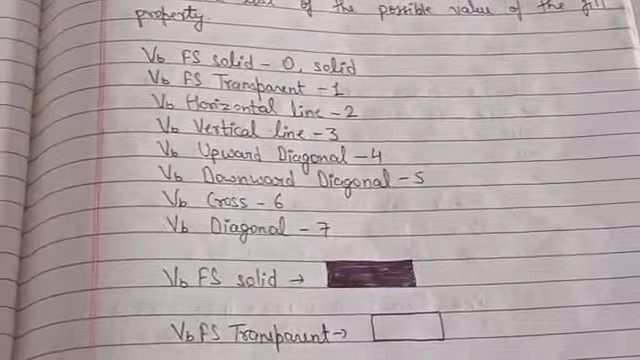 of the possible value of the fill
property.
Vb FS solid - 0, solid
Vb FS Transparent - 1
Vb Horizontal line - 2
Vb Vertical line - 3
Vb Upward Diagonal - 4
Vb Downward Diagonal - 5
Vb Cross - 6
Vb Diagonal - 7
Vb FS solid →
Vb FS Transparent →